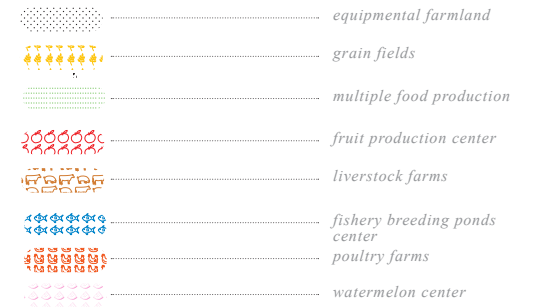 equipmental farmland
grain fields
multiple food production
fruit production center
liverstock farms
fishery breeding ponds
center
poultry farms
watermelon center